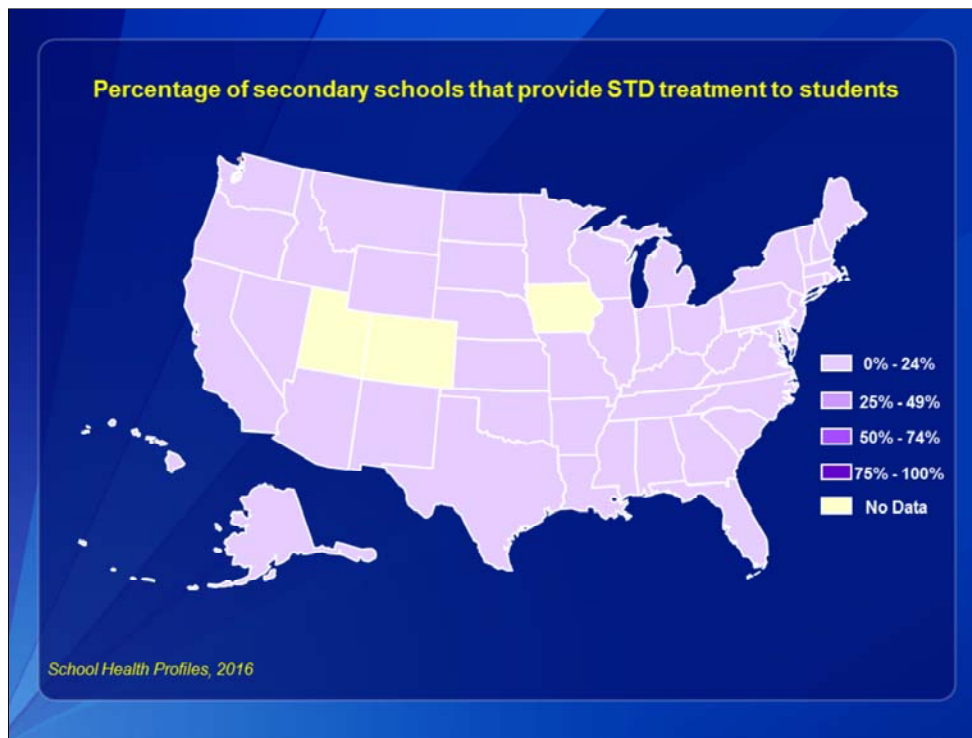 Percentage of secondary schools that provide STD treatment to students
0% - 24%
25% - 49%
50% - 74%
75% - 100%
No Data
School Health Profiles, 2016